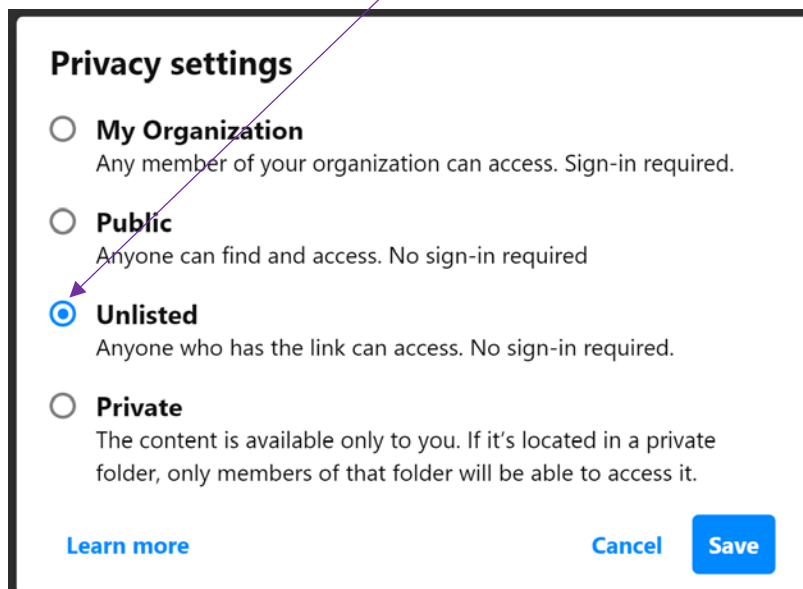 Privacy settings
My Organization
Any member of your organization can access. Sign-in required.
Public
Anyone can find and access. No sign-in required
Unlisted
Anyone who has the link can access. No sign-in required.
Private
The content is available only to you. If it's located in a private
folder, only members of that folder will be able to access it.
Learn more
Cancel
Save